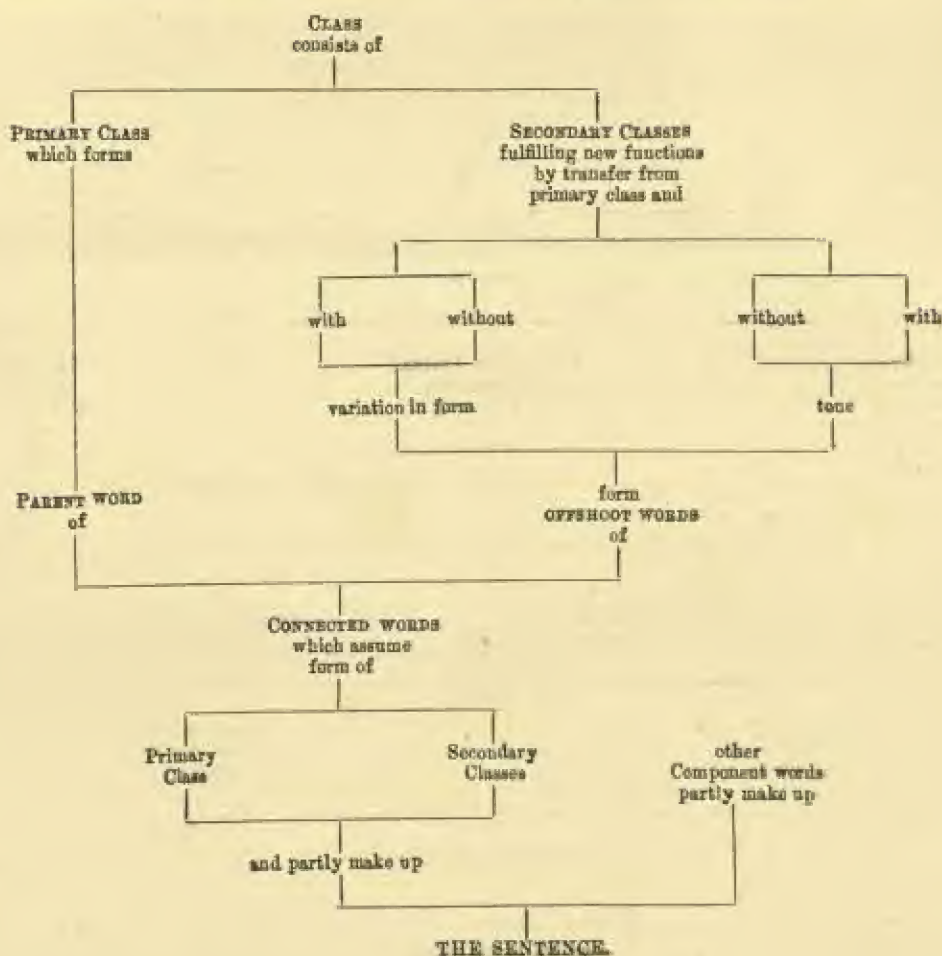 CLASS
consists of
PRIMARY CLASS
which forms
SECONDARY CLASSES
fulfilling new functions
by transfer from
primary class and
with
without
without
with
variation in form
tone
PARENT WORD
of
form
OFFSHOOT WORDS
of
CONNECTED WORDS
which assume
form of
Primary
Class
Secondary
Classes
other
Component words
partly make up
and partly make up
THE SENTENCE.